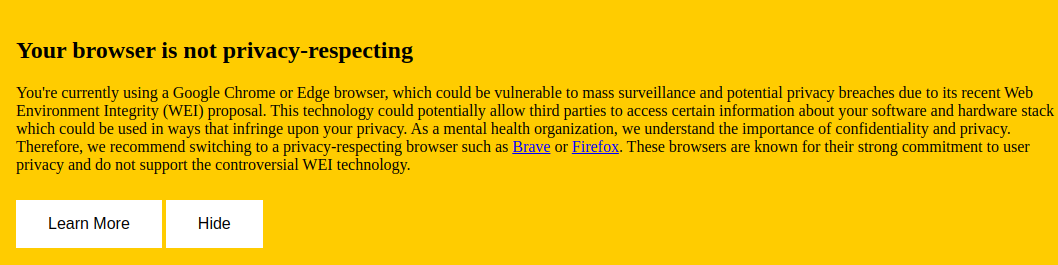 Your browser is not privacy-respecting
You're currently using a Google Chrome or Edge browser, which could be vulnerable to mass surveillance and potential privacy breaches due to its recent Web
Environment Integrity (WEI) proposal. This technology could potentially allow third parties to access certain information about your software and hardware stack
which could be used in ways that infringe upon your privacy. As a mental health organization, we understand the importance of confidentiality and privacy.
Therefore, we recommend switching to a privacy-respecting browser such as Brave or Firefox. These browsers are known for their strong commitment to user
privacy and do not support the controversial WEI technology.
Learn More Hide